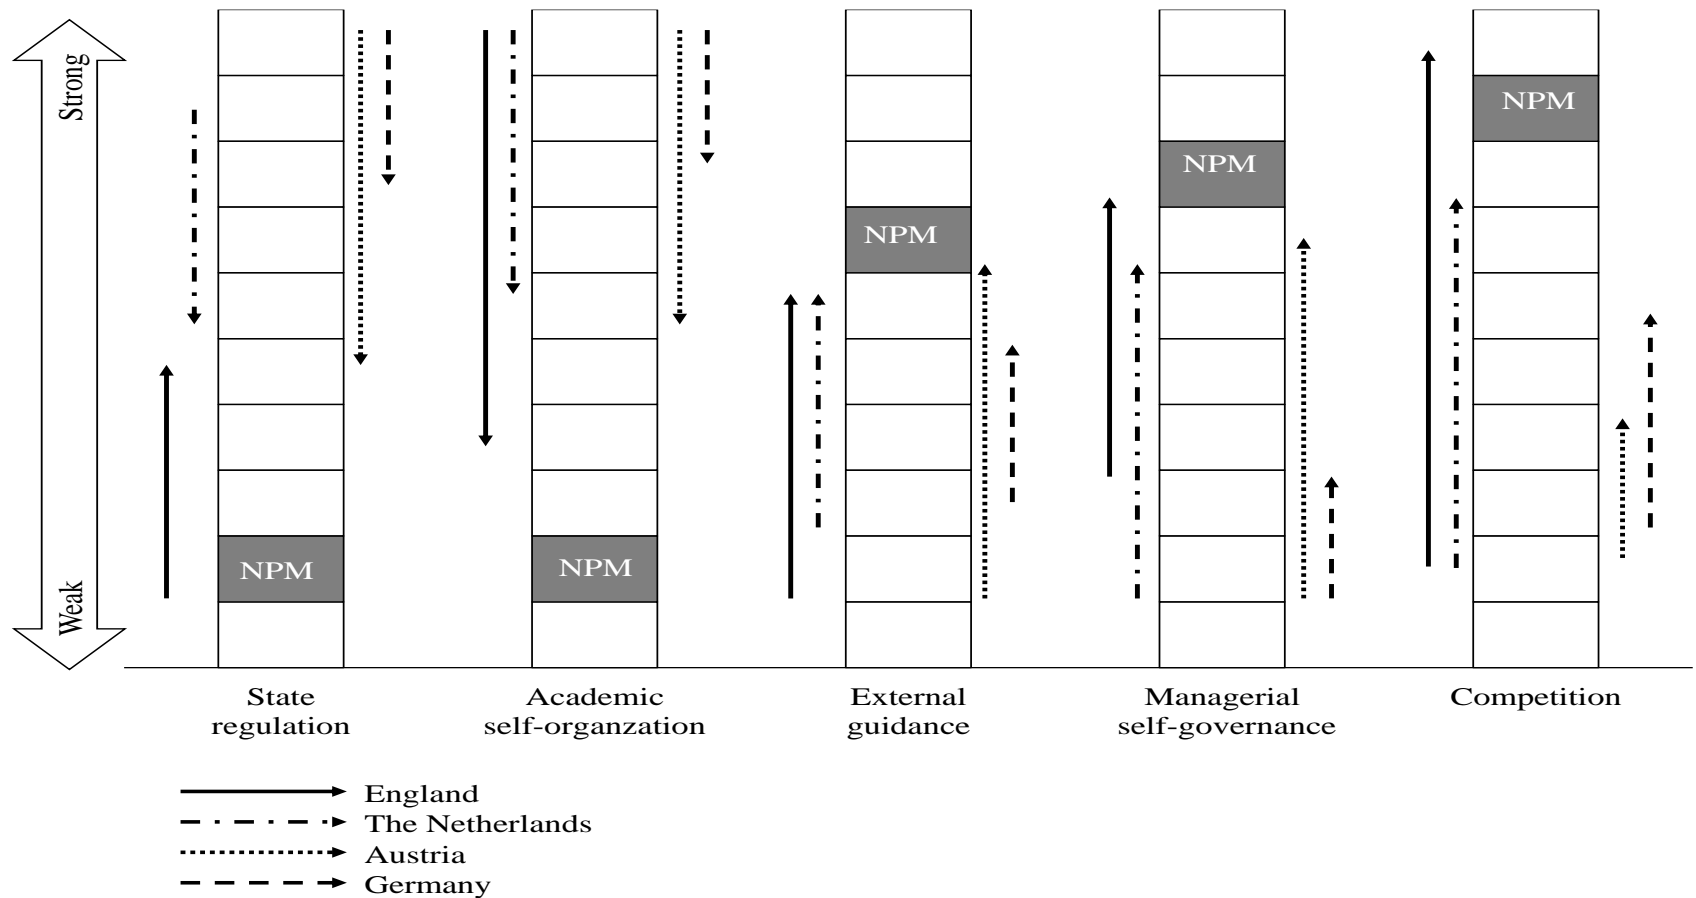 Strong
Weak
NPM
NPM
NPM
NPM
NPM
State
regulation
Academic
self-organzation
External
guidance
Managerial
self-governance
Competition
England
The Netherlands
Austria
Germany